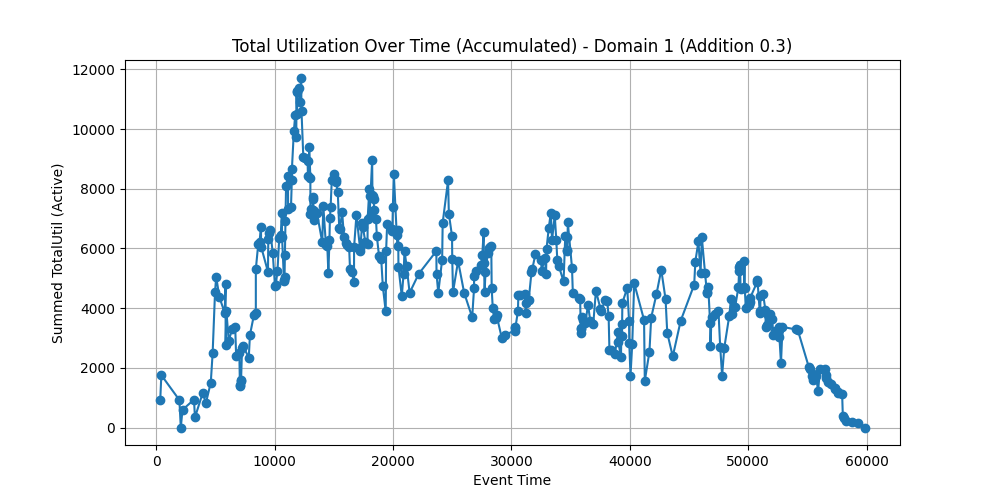 Total Utilization Over Time (Accumulated) - Domain 1 (Addition 0.3)
Summed TotalUtil (Active)
12000
10000
8000
6000
4000
2000
0
0 10000 20000 30000 40000 50000 60000
Event Time